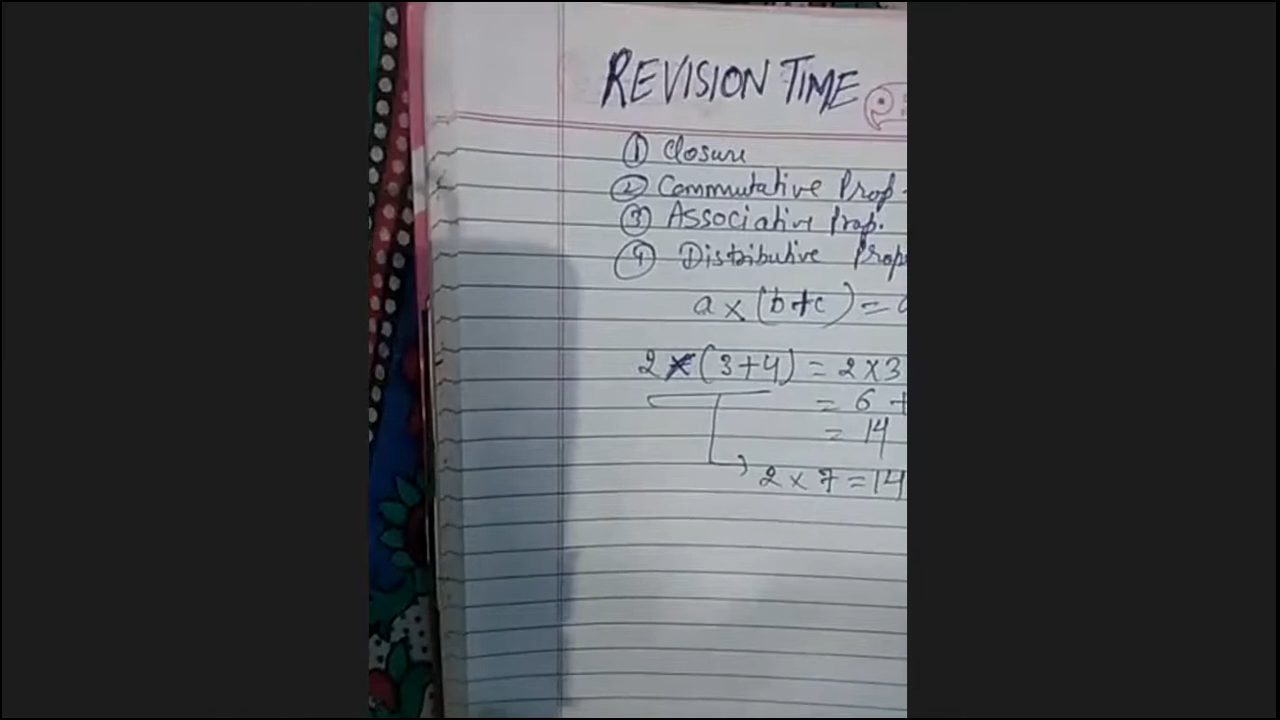 REVISION TIME
① Closure
② Commutative Prop.
③ Associative Prop.
④ Distributive Prop
a × (b+c) =
2 × (3+4) = 2 × 3
= 6 +
= 14
2 × 7 = 14